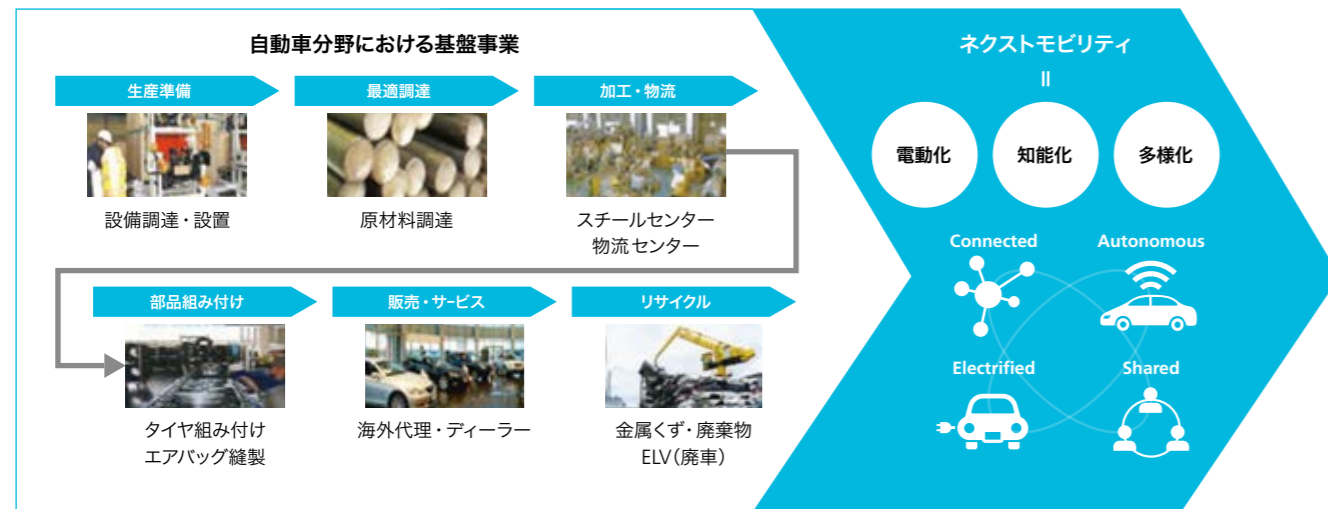 自動車分野における基盤事業
生産準備
最適調達
加工・物流
設備調達・設置
原材料調達
スチールセンター
物流センター
部品組み付け
販売・サービス
リサイクル
タイヤ組み付け
エアバッグ縫製
海外代理・ディーラー
金属くず・廃棄物
ELV（廃車）
ネクストモビリティ
=
電動化
知能化
多様化
Connected
Autonomous
Electrified
Shared